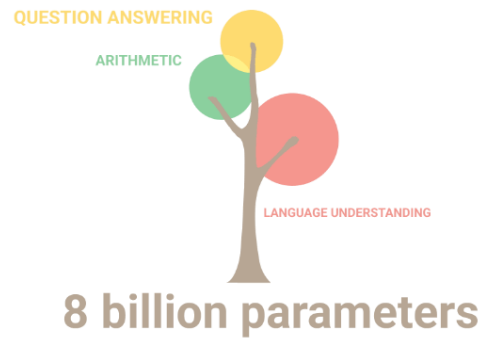 QUESTION ANSWERING
ARITHMETIC
LANGUAGE UNDERSTANDING
8 billion parameters